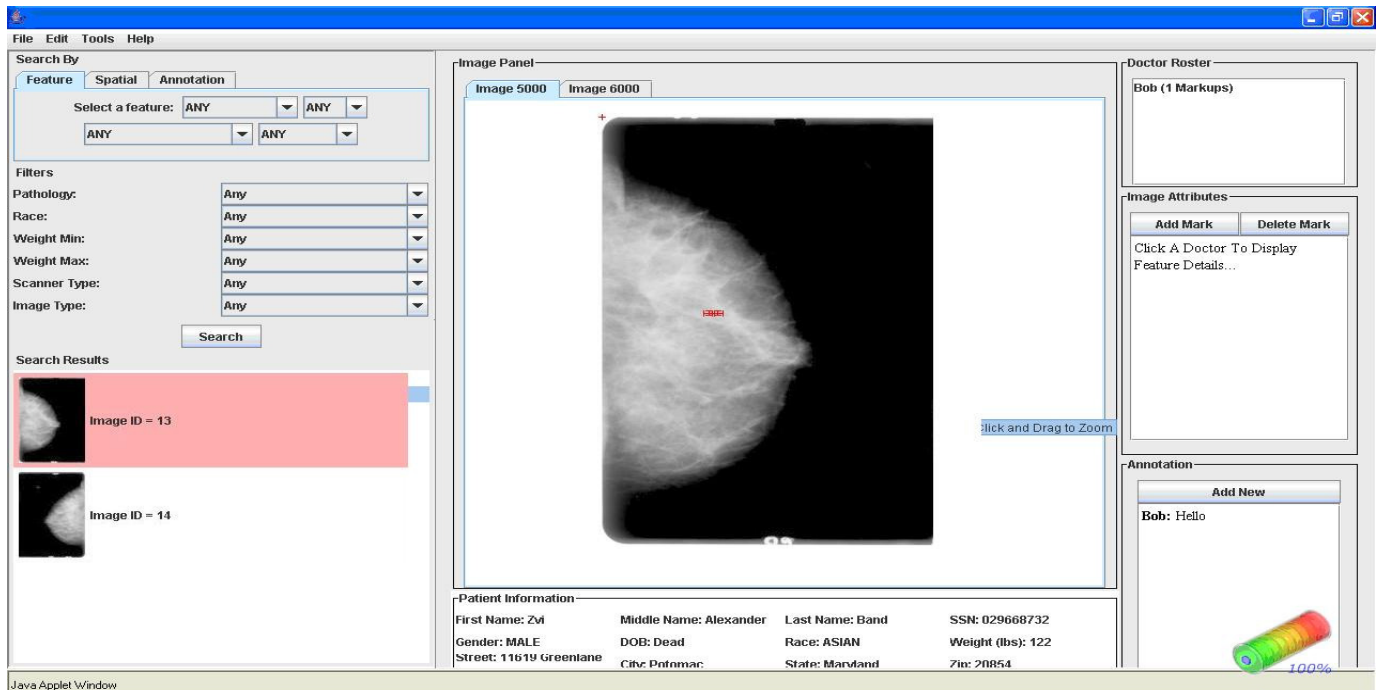 File Edit Tools Help
Search By
Feature Spatial Annotation
Select a feature: ANY ANY
ANY ANY
Filters
Pathology: Any
Race: Any
Weight Min: Any
Weight Max: Any
Scanner Type: Any
Image Type: Any
Search
Search Results
Image ID = 13
Image ID = 14
Image Panel
Image 5000 Image 6000
Click and Drag to Zoom
Patient Information
First Name: Zvi Middle Name: Alexander Last Name: Band SSN: 029668732
Gender: MALE DOB: Dead Race: ASIAN Weight (lbs): 122
Street: 11619 Greenlane City: Potomac State: Maryland Zip: 20854
Doctor Roster
Bob (1 Markups)
Image Attributes
Add Mark Delete Mark
Click A Doctor To Display
Feature Details...
Annotation
Add New
Bob: Hello
100%
Java Applet Window